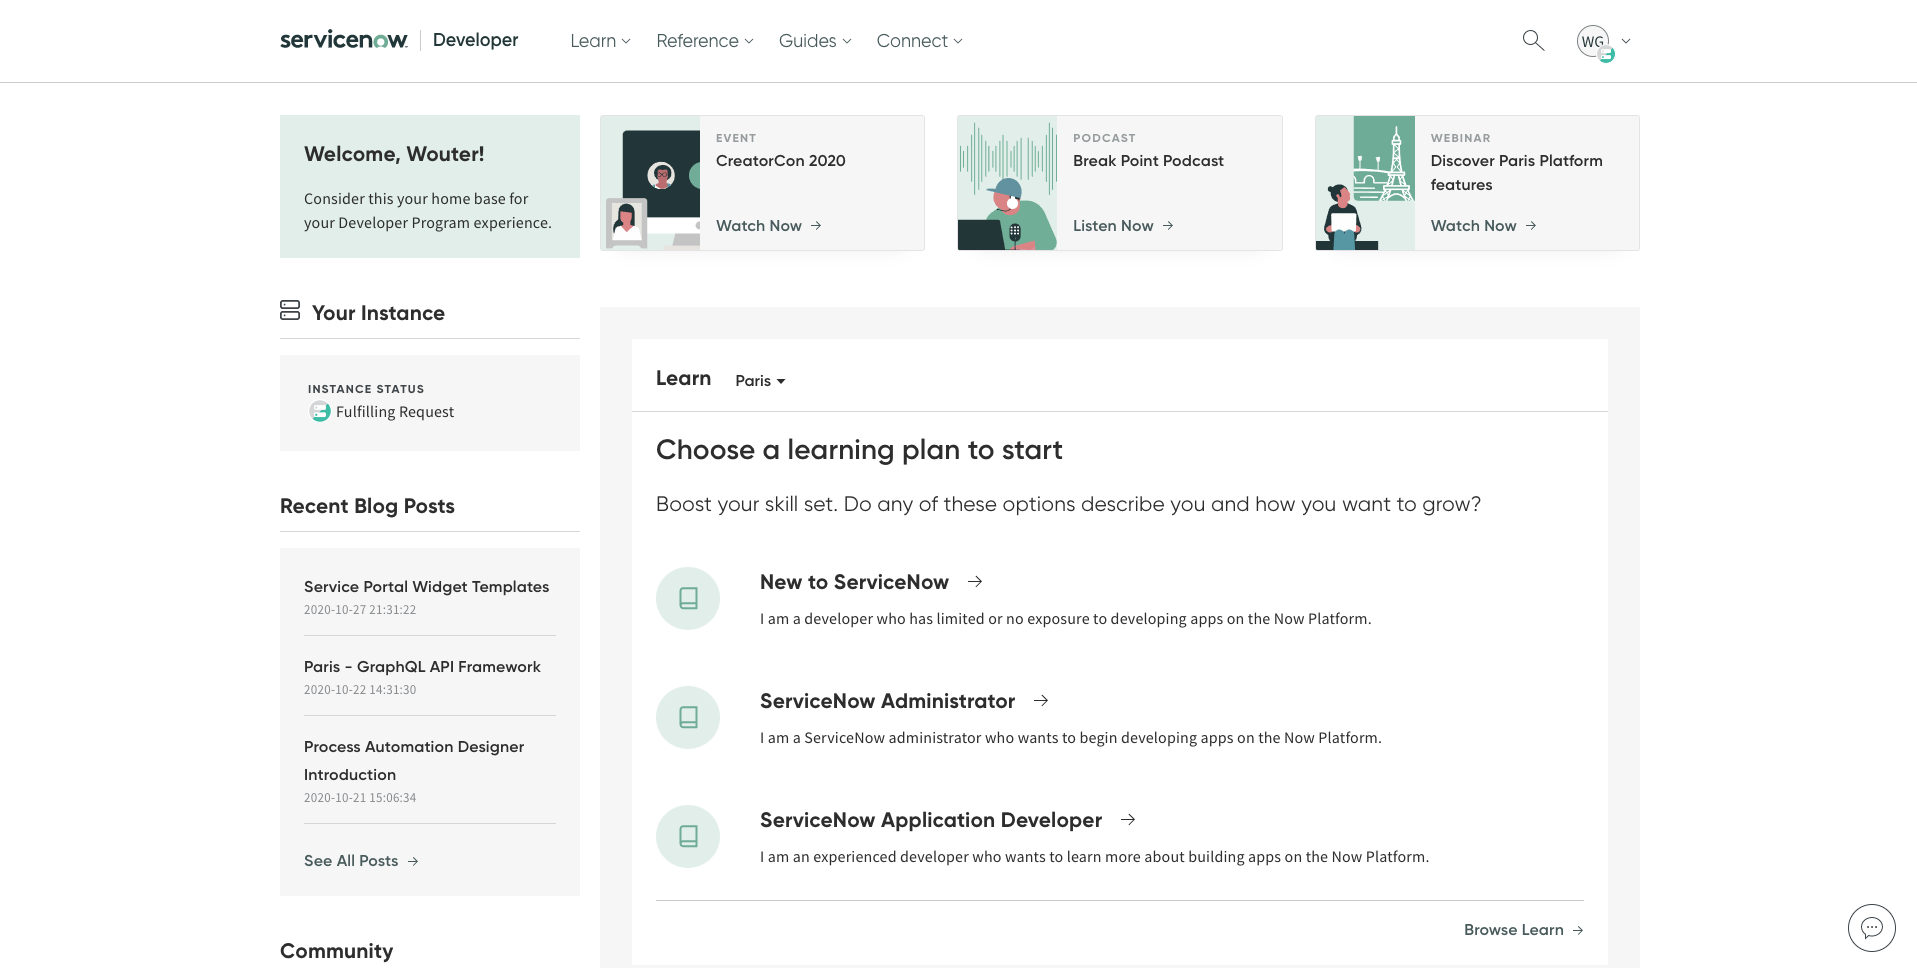 servicenow Developer Learn Reference Guides Connect WG
Welcome, Wouter!
Consider this your home base for
your Developer Program experience.
EVENT
CreatorCon 2020
Watch Now
PODCAST
Break Point Podcast
Listen Now
WEBINAR
Discover Paris Platform
features
Watch Now
Your Instance
INSTANCE STATUS
Fulfilling Request
Recent Blog Posts
Service Portal Widget Templates
2020-10-27 21:31:22
Paris - GraphQL API Framework
2020-10-22 14:31:30
Process Automation Designer
Introduction
2020-10-21 15:06:34
See All Posts
Community
Learn Paris
Choose a learning plan to start
Boost your skill set. Do any of these options describe you and how you want to grow?
New to ServiceNow
I am a developer who has limited or no exposure to developing apps on the Now Platform.
ServiceNow Administrator
I am a ServiceNow administrator who wants to begin developing apps on the Now Platform.
ServiceNow Application Developer
I am an experienced developer who wants to learn more about building apps on the Now Platform.
Browse Learn